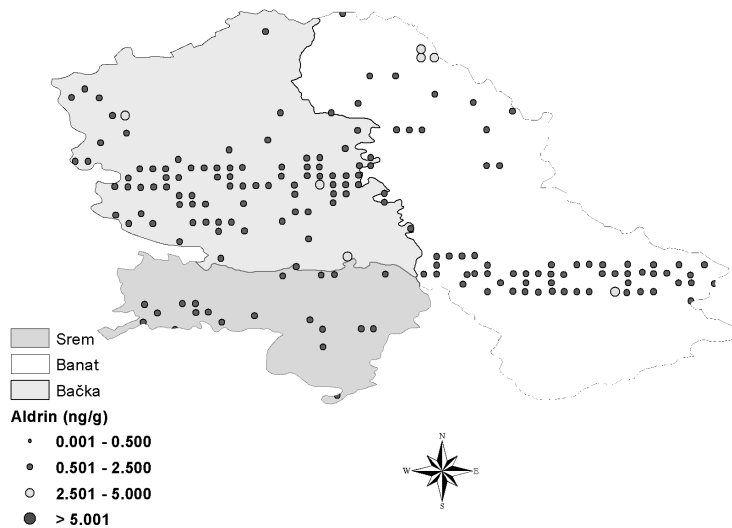 Srem
Banat
Bačka
Aldrin (ng/g)
0.001 - 0.500
0.501 - 2.500
2.501 - 5.000
> 5.001
N
W E
S